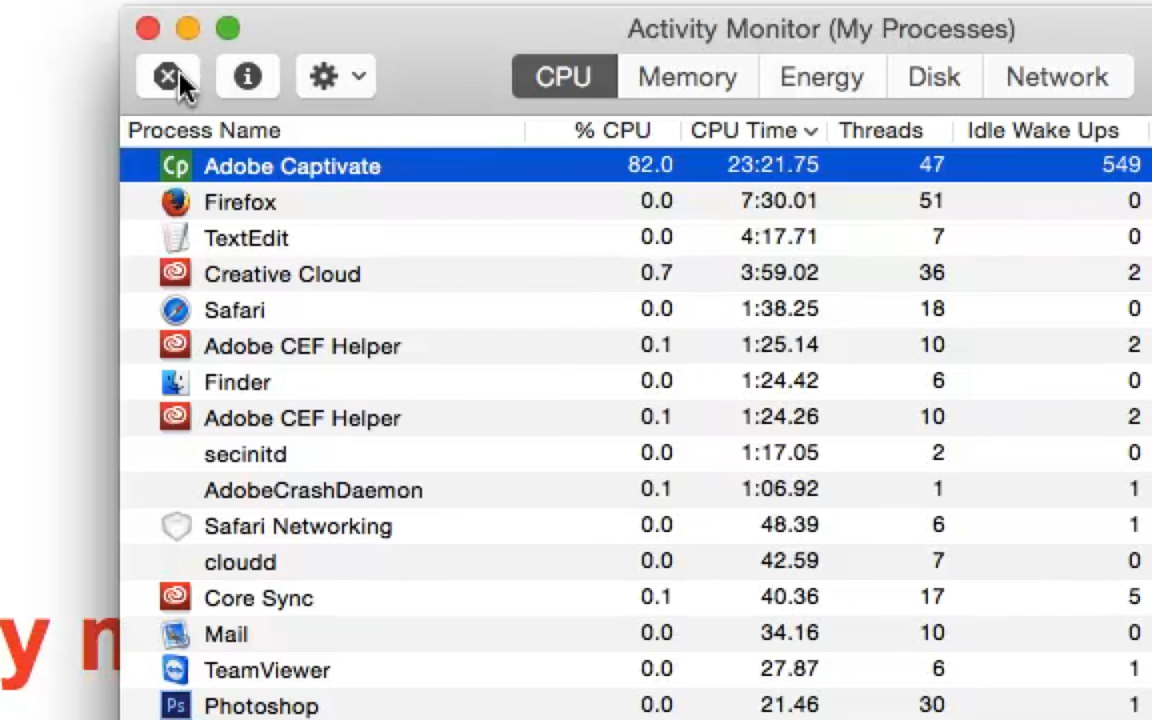 Activity Monitor (My Processes)
CPU Memory Energy Disk Network
Process Name % CPU CPU Time Threads Idle Wake Ups
Cp Adobe Captivate 82.0 23:21.75 47 549
Firefox 0.0 7:30.01 51 0
TextEdit 0.0 4:17.71 7 0
Creative Cloud 0.7 3:59.02 36 2
Safari 0.0 1:38.25 18 0
Adobe CEF Helper 0.1 1:25.14 10 2
Finder 0.0 1:24.42 6 0
Adobe CEF Helper 0.1 1:24.26 10 2
secinitd 0.0 1:17.05 2 0
AdobeCrashDaemon 0.1 1:06.92 1 1
Safari Networking 0.0 48.39 6 1
cloudd 0.0 42.59 7 0
Core Sync 0.1 40.36 17 5
y
Mail 0.0 34.16 10 0
TeamViewer 0.0 27.87 6 1
Ps Photoshop 0.0 21.46 30 1